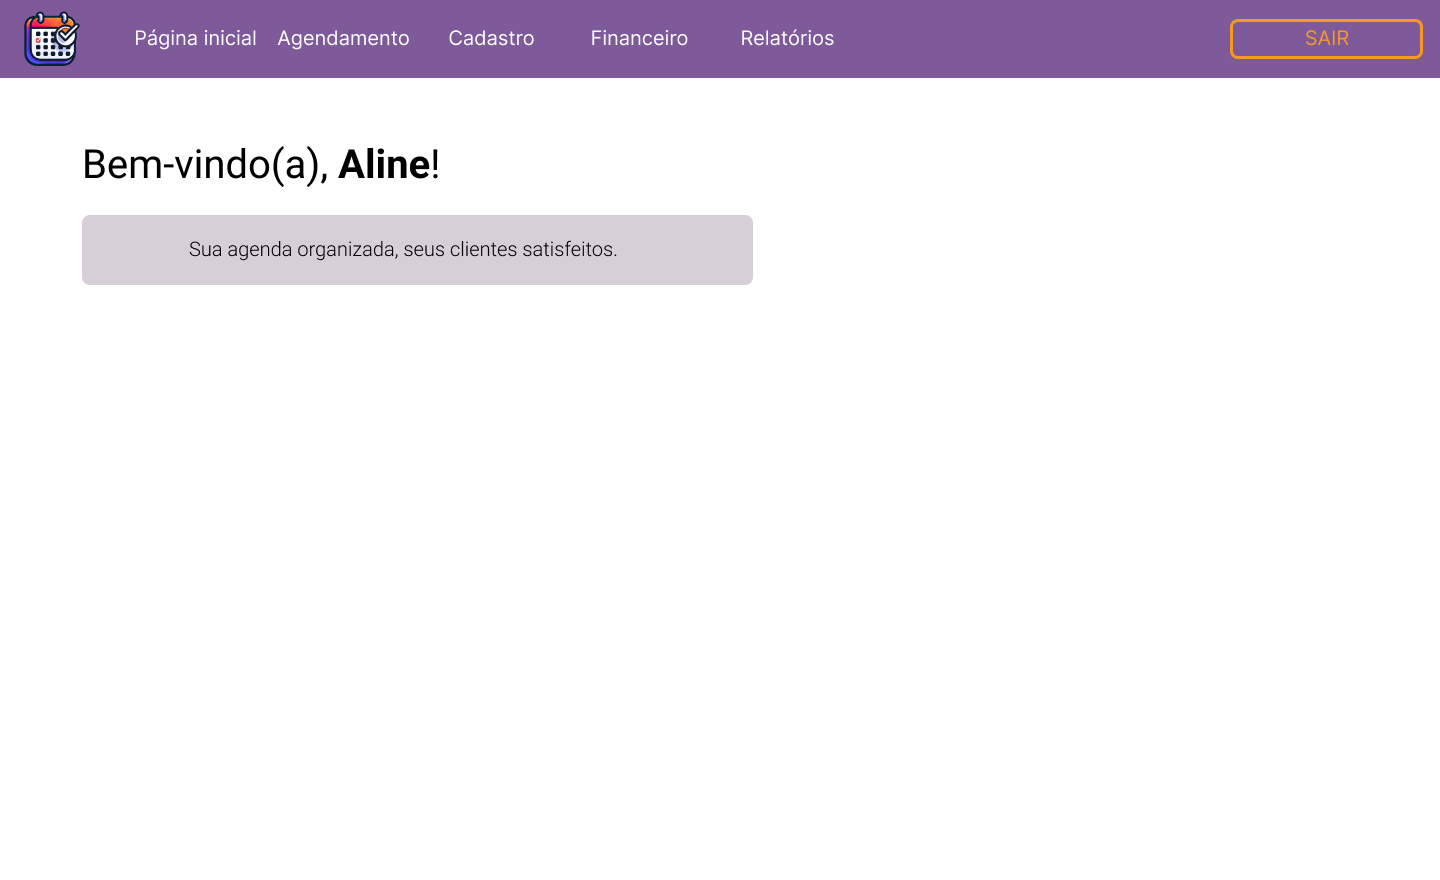 Página inicial Agendamento Cadastro Financeiro Relatórios SAIR
Bem-vindo(a), Aline!
Sua agenda organizada, seus clientes satisfeitos.